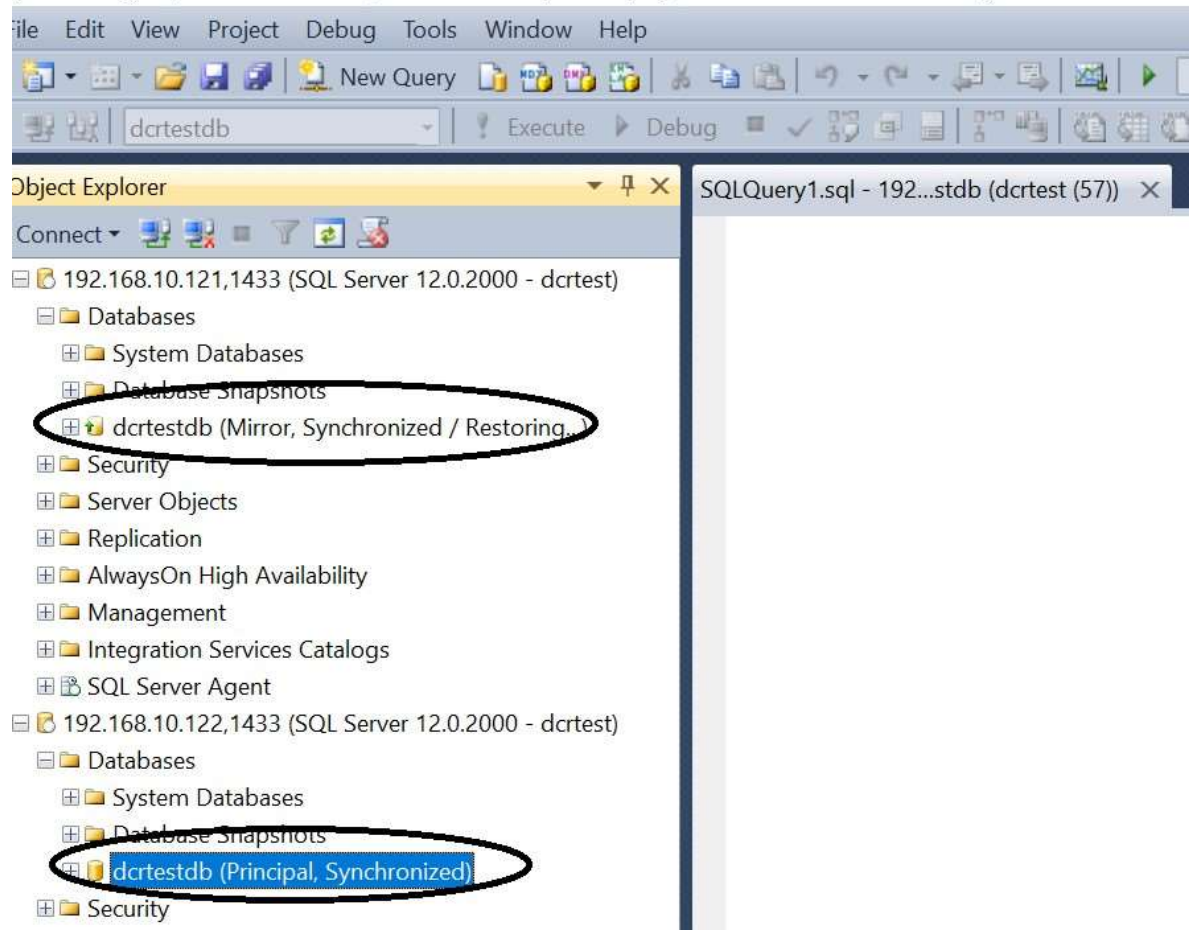 File Edit View Project Debug Tools Window Help
New Query
dcrtestdb Execute Debug
Object Explorer
SQLQuery1.sql - 192...stdb (dcrtest (57))
Connect
192.168.10.121,1433 (SQL Server 12.0.2000 - dcrtest)
Databases
System Databases
Database Snapshots
dcrtestdb (Mirror, Synchronized / Restoring...)
Security
Server Objects
Replication
AlwaysOn High Availability
Management
Integration Services Catalogs
SQL Server Agent
192.168.10.122,1433 (SQL Server 12.0.2000 - dcrtest)
Databases
System Databases
Database Snapshots
dcrtestdb (Principal, Synchronized)
Security